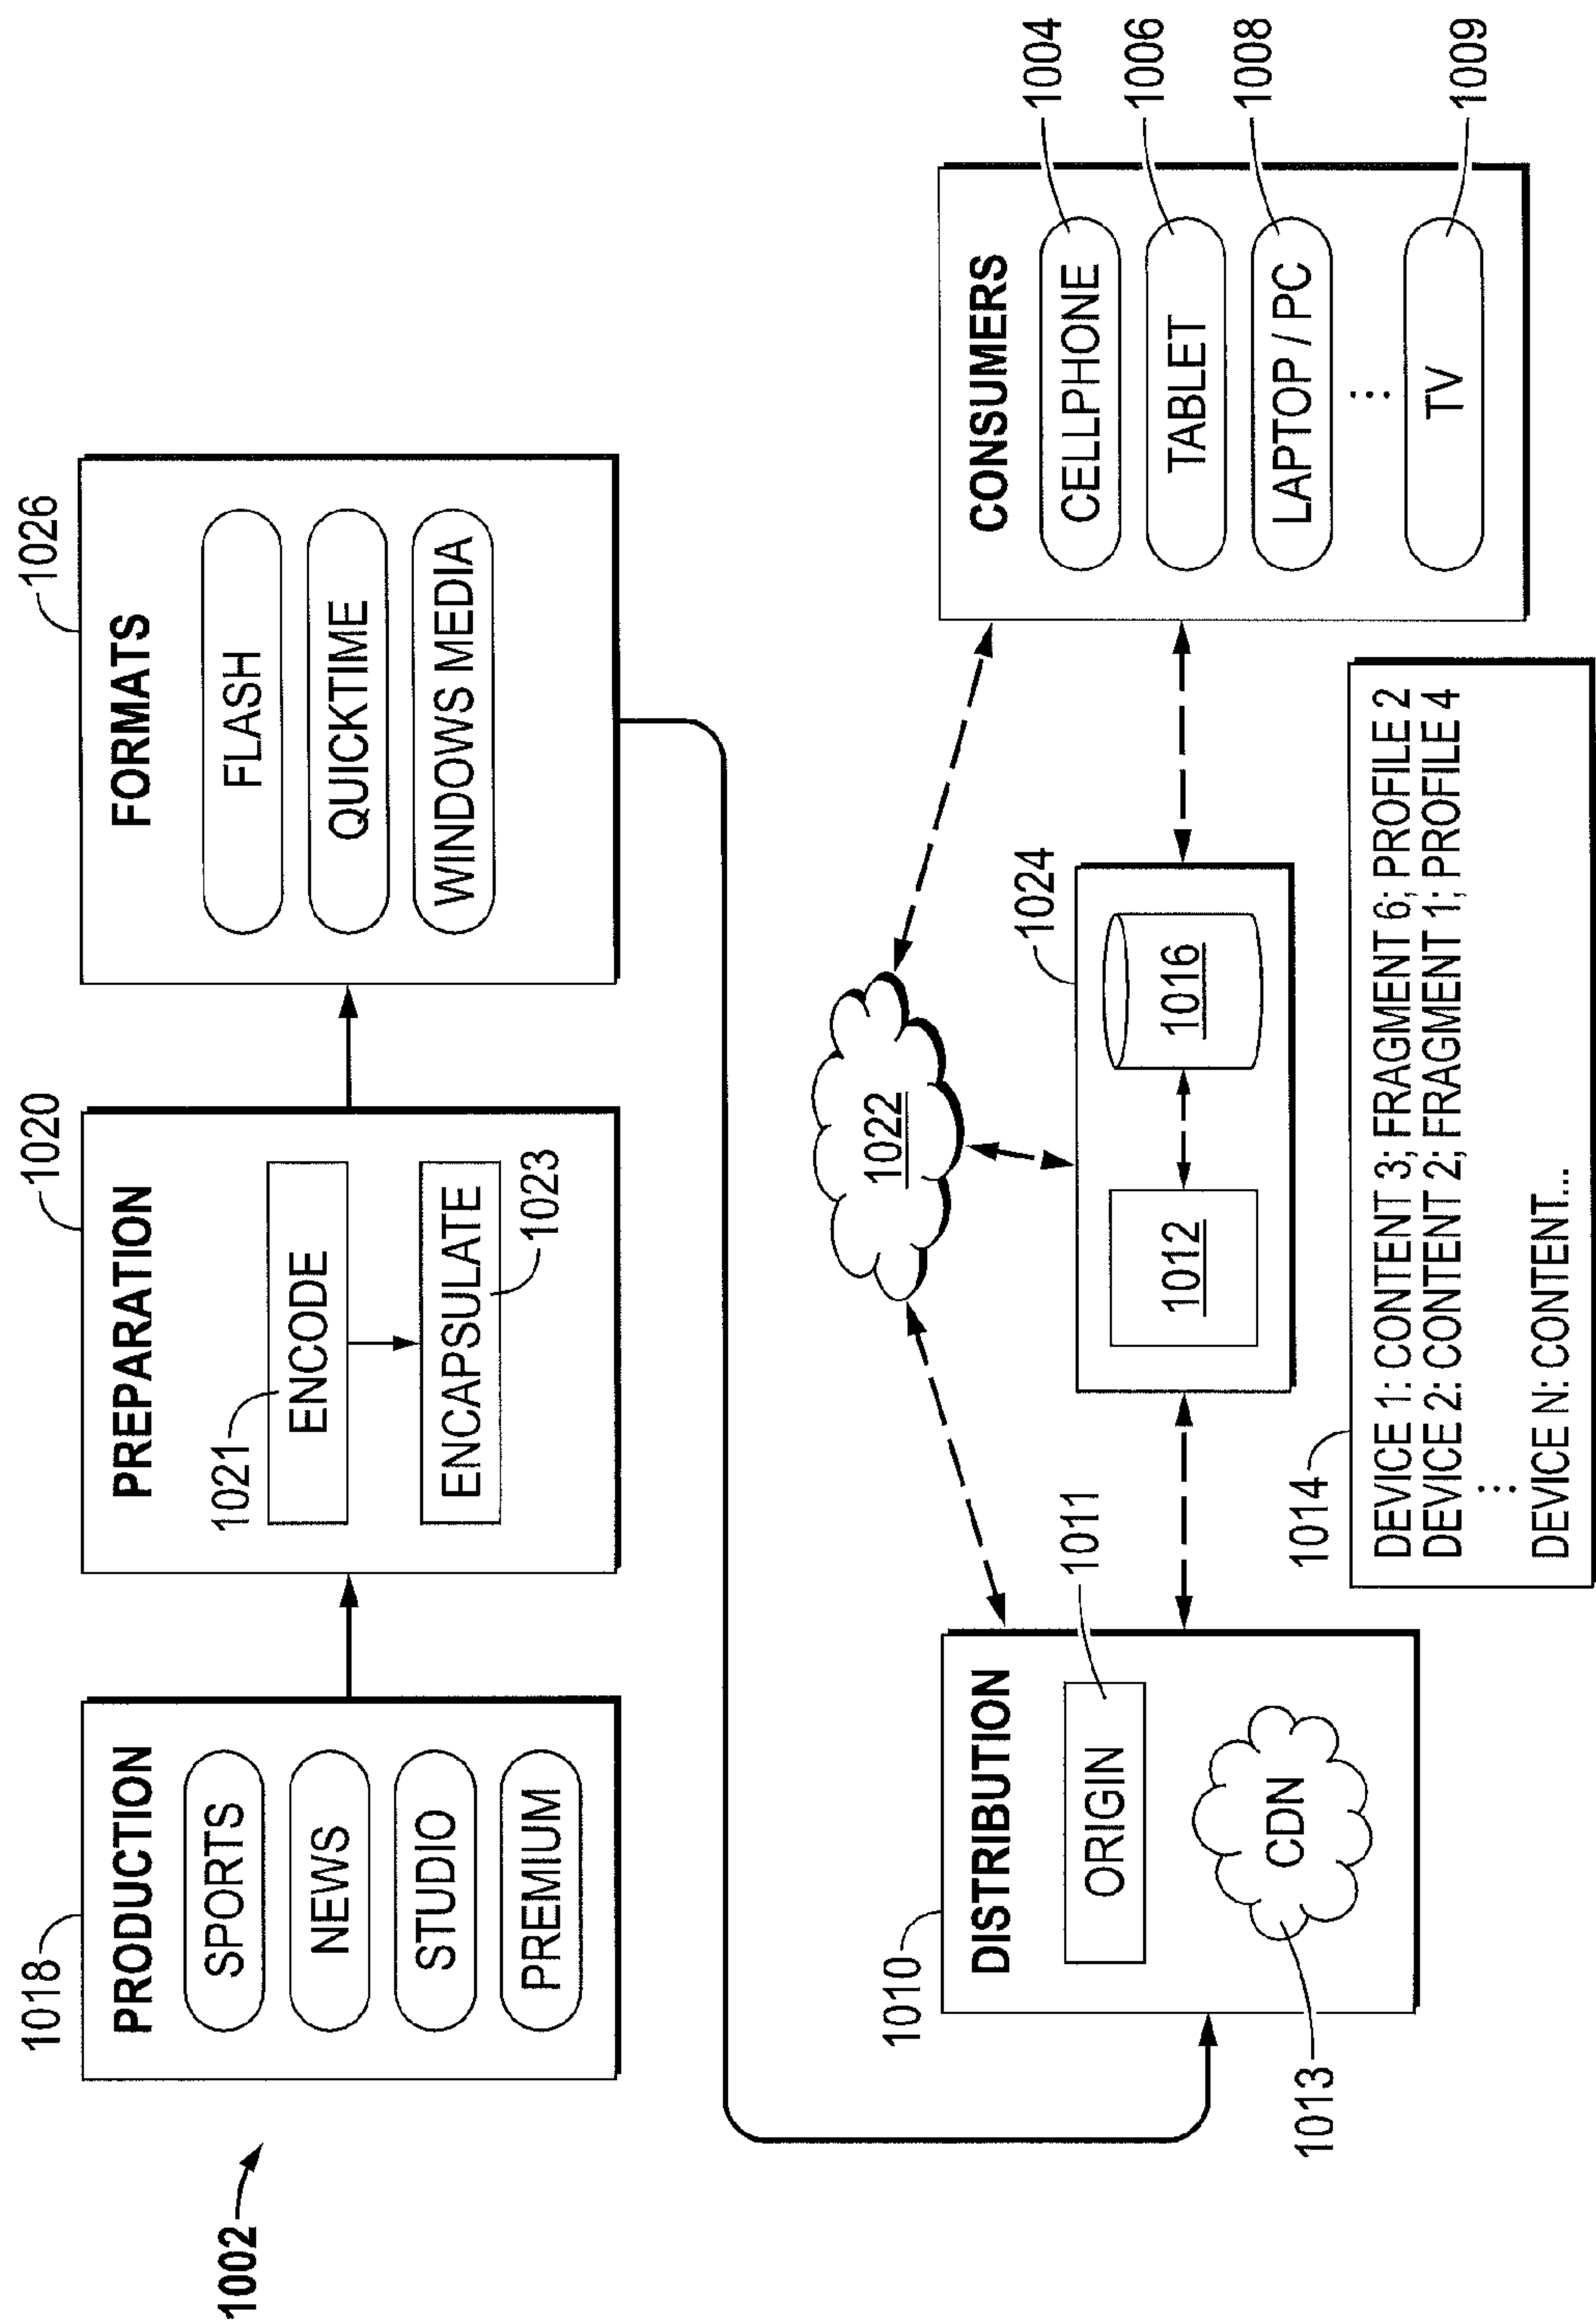 1002
1018
PRODUCTION
SPORTS
NEWS
STUDIO
PREMIUM
1020
PREPARATION
1021
ENCODE
ENCAPSULATE
1023
1026
FORMATS
FLASH
QUICKTIME
WINDOWS MEDIA
1010
DISTRIBUTION
ORIGIN
1011
CDN
1013
1022
1024
1012
1016
CONSUMERS
CELLPHONE
1004
TABLET
1006
LAPTOP / PC
1008
⋮
TV
1009
1014
DEVICE 1: CONTENT 3; FRAGMENT 6; PROFILE 2
DEVICE 2: CONTENT 2; FRAGMENT 1; PROFILE 4
⋮
DEVICE N: CONTENT...